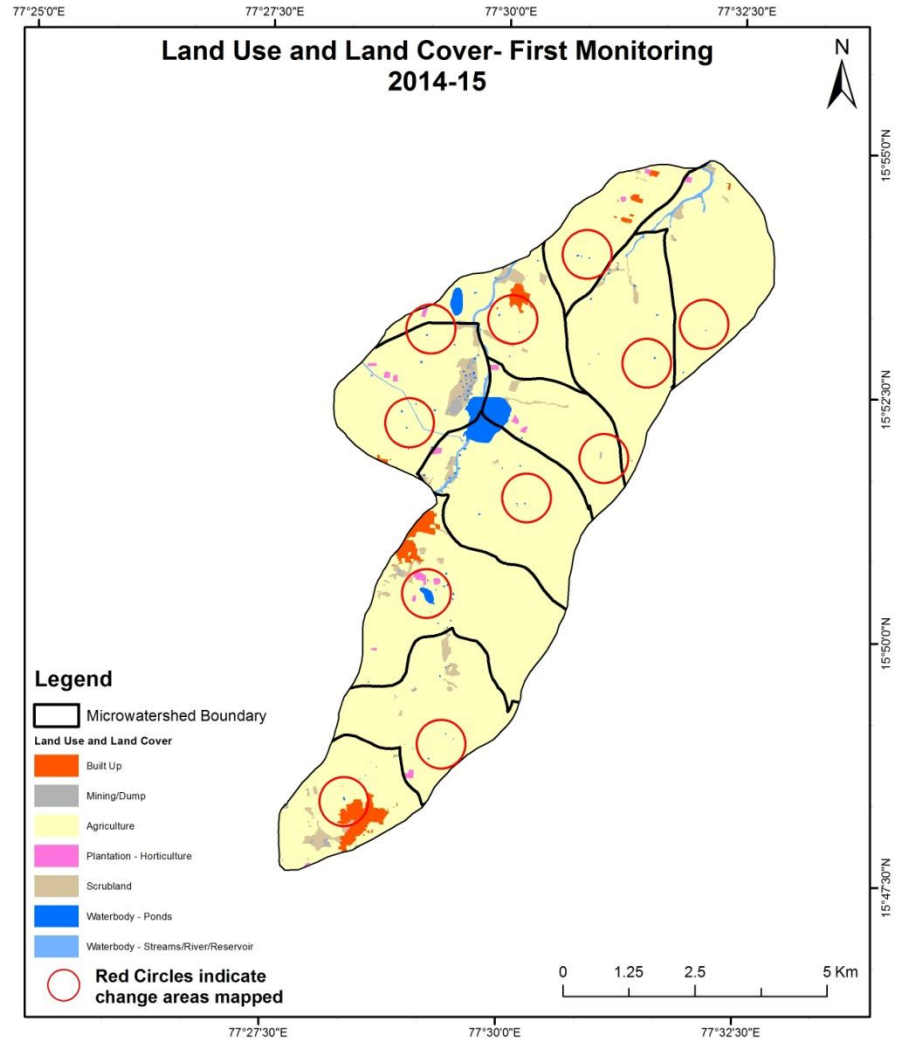 77°25'0"E 77°27'30"E 77°30'0"E 77°32'30"E
Land Use and Land Cover- First Monitoring
2014-15
N
15°55'0"N
15°52'30"N
15°50'0"N
15°47'30"N
Legend
Microwatershed Boundary
Land Use and Land Cover
Built Up
Mining/Dump
Agriculture
Plantation - Horticulture
Scrubland
Waterbody - Ponds
Waterbody - Streams/River/Reservoir
Red Circles indicate
change areas mapped
0 1.25 2.5 5 Km
77°27'30"E 77°30'0"E 77°32'30"E